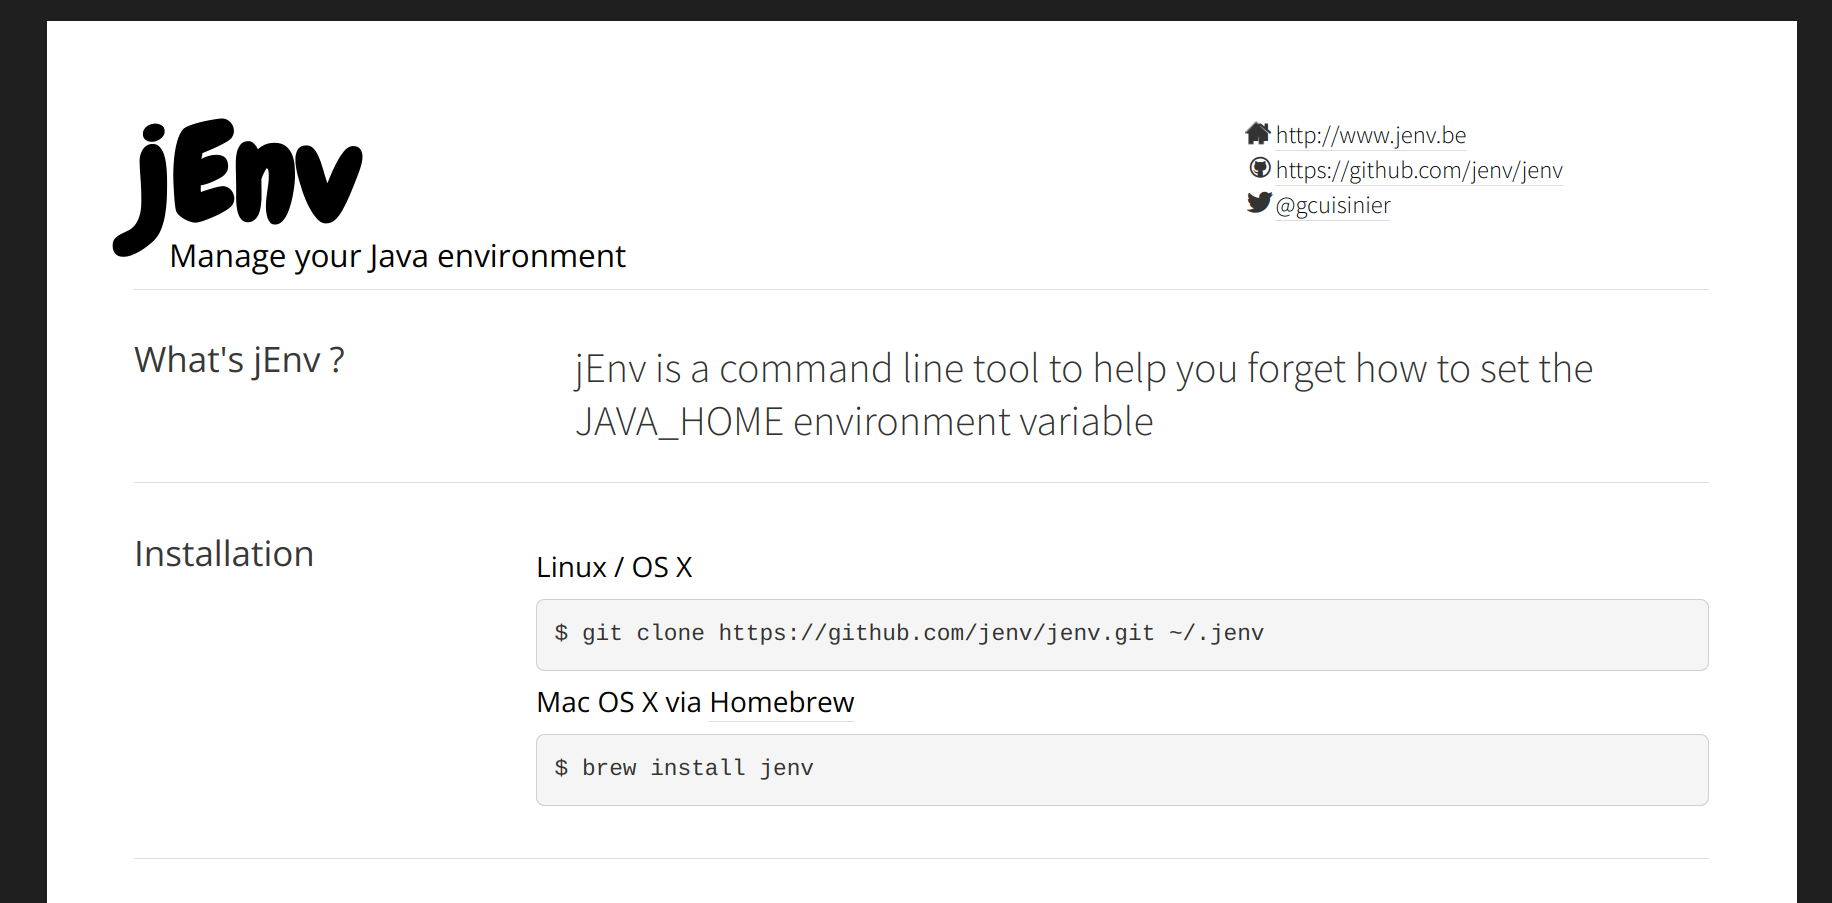 jEnv
Manage your Java environment
http://www.jenv.be
https://github.com/jenv/jenv
@gcuisinier
What's jEnv ?
jEnv is a command line tool to help you forget how to set the
JAVA_HOME environment variable
Installation
Linux / OS X
$ git clone https://github.com/jenv/jenv.git ~/.jenv
Mac OS X via Homebrew
$ brew install jenv